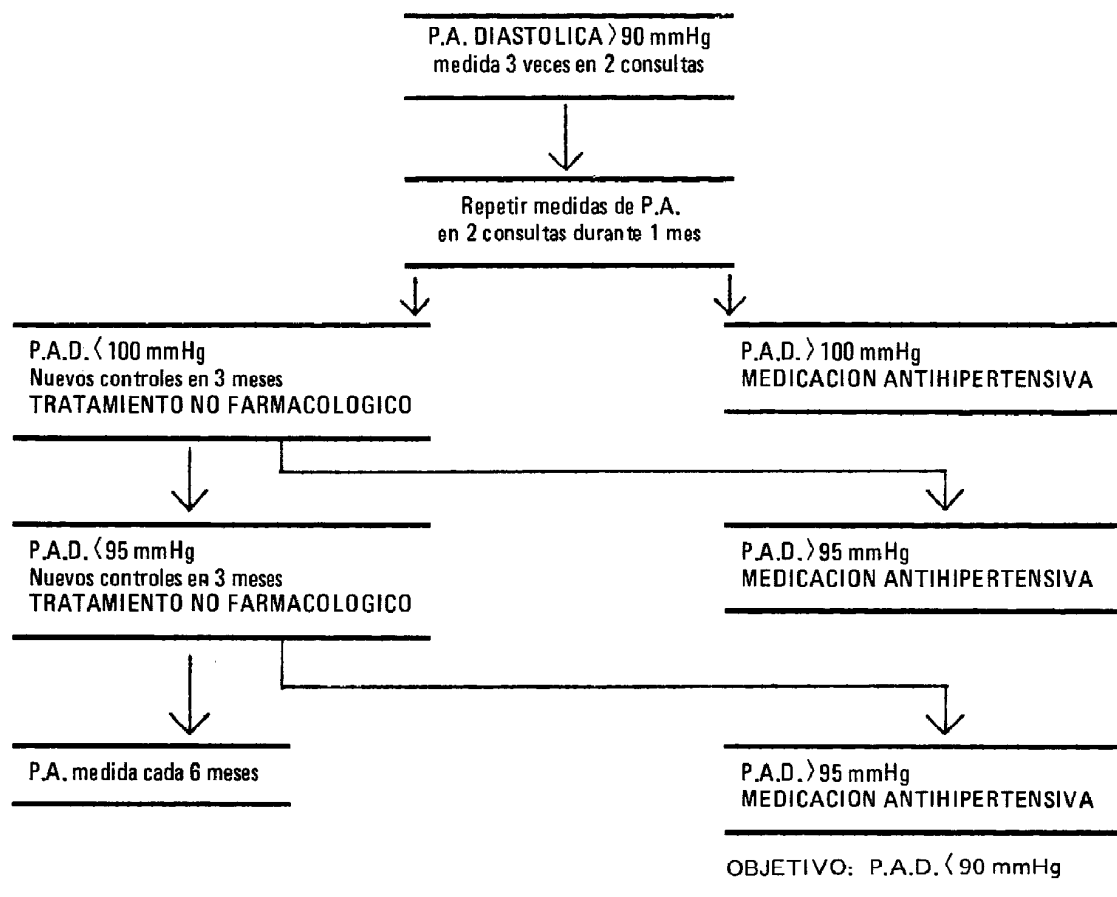 P.A. DIASTOLICA > 90 mmHg
medida 3 veces en 2 consultas
Repetir medidas de P.A.
en 2 consultas durante 1 mes
P.A.D. < 100 mmHg
Nuevos controles en 3 meses
TRATAMIENTO NO FARMACOLOGICO
P.A.D. > 100 mmHg
MEDICACION ANTIHIPERTENSIVA
P.A.D. < 95 mmHg
Nuevos controles en 3 meses
TRATAMIENTO NO FARMACOLOGICO
P.A.D. > 95 mmHg
MEDICACION ANTIHIPERTENSIVA
P.A. medida cada 6 meses
P.A.D. > 95 mmHg
MEDICACION ANTIHIPERTENSIVA
OBJETIVO: P.A.D. < 90 mmHg